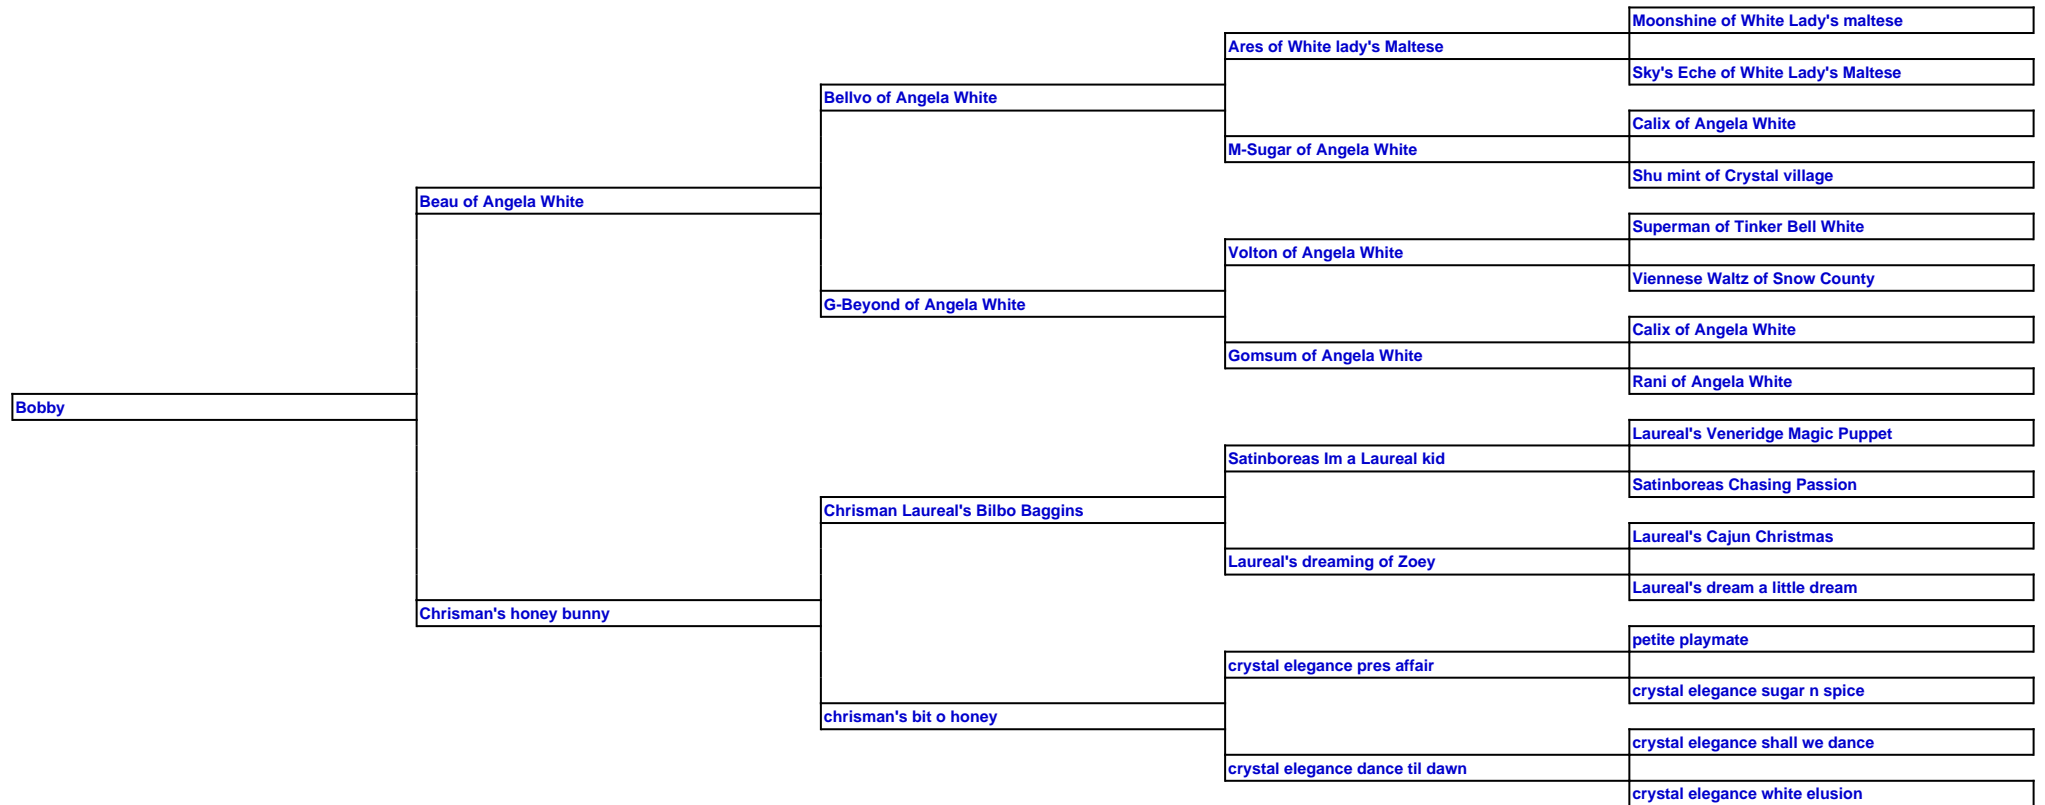 Moonshine of White Lady's maltese
Ares of White lady's Maltese
Sky's Eche of White Lady's Maltese
Bellvo of Angela White
Calix of Angela White
M-Sugar of Angela White
Shu mint of Crystal village
Beau of Angela White
Superman of Tinker Bell White
Volton of Angela White
Viennese Waltz of Snow County
G-Beyond of Angela White
Calix of Angela White
Gomsum of Angela White
Rani of Angela White
Bobby
Laureal's Veneridge Magic Puppet
Satinboreas Im a Laureal kid
Satinboreas Chasing Passion
Chrisman Laureal's Bilbo Baggins
Laureal's Cajun Christmas
Laureal's dreaming of Zoey
Laureal's dream a little dream
Chrisman's honey bunny
petite playmate
crystal elegance pres affair
crystal elegance sugar n spice
chrisman's bit o honey
crystal elegance shall we dance
crystal elegance dance til dawn
crystal elegance white elusion